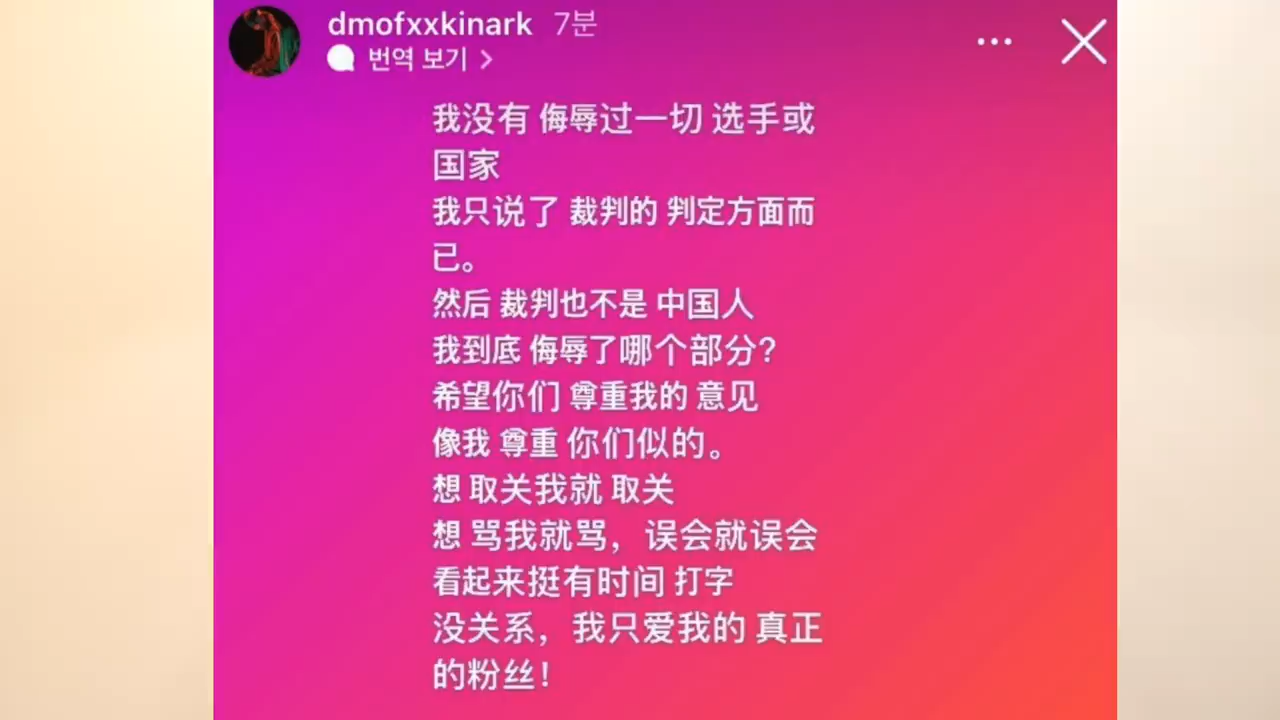 dmofxxkinark 7분
번역 보기 >
我没有 侮辱过一切 选手或
国家
我只说了 裁判的 判定方面而
已。
然后 裁判也不是 中国人
我到底 侮辱了哪个部分?
希望你们 尊重我的 意见
像我 尊重 你们似的。
想 取关我就 取关
想 骂我就骂，误会就误会
看起来挺有时间 打字
没关系，我只爱我的 真正
的粉丝!